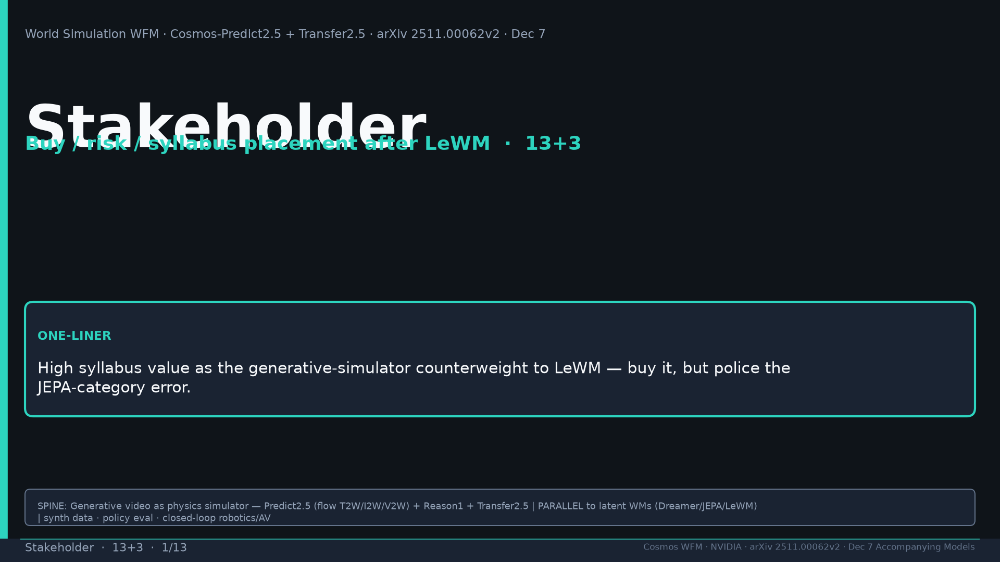 World Simulation WFM · Cosmos-Predict2.5 + Transfer2.5 · arXiv 2511.00062v2 · Dec 7
Stakeholder
Buy / risk / syllabus placement after LeWM · 13+3
ONE-LINER
High syllabus value as the generative-simulator counterweight to LeWM — buy it, but police the
JEPA-category error.
SPINE: Generative video as physics simulator — Predict2.5 (flow T2W/I2W/V2W) + Reason1 + Transfer2.5 | PARALLEL to latent WMs (Dreamer/JEPA/LeWM)
| synth data · policy eval · closed-loop robotics/AV
Stakeholder · 13+3 · 1/13
Cosmos WFM · NVIDIA · arXiv 2511.00062v2 · Dec 7 Accompanying Models